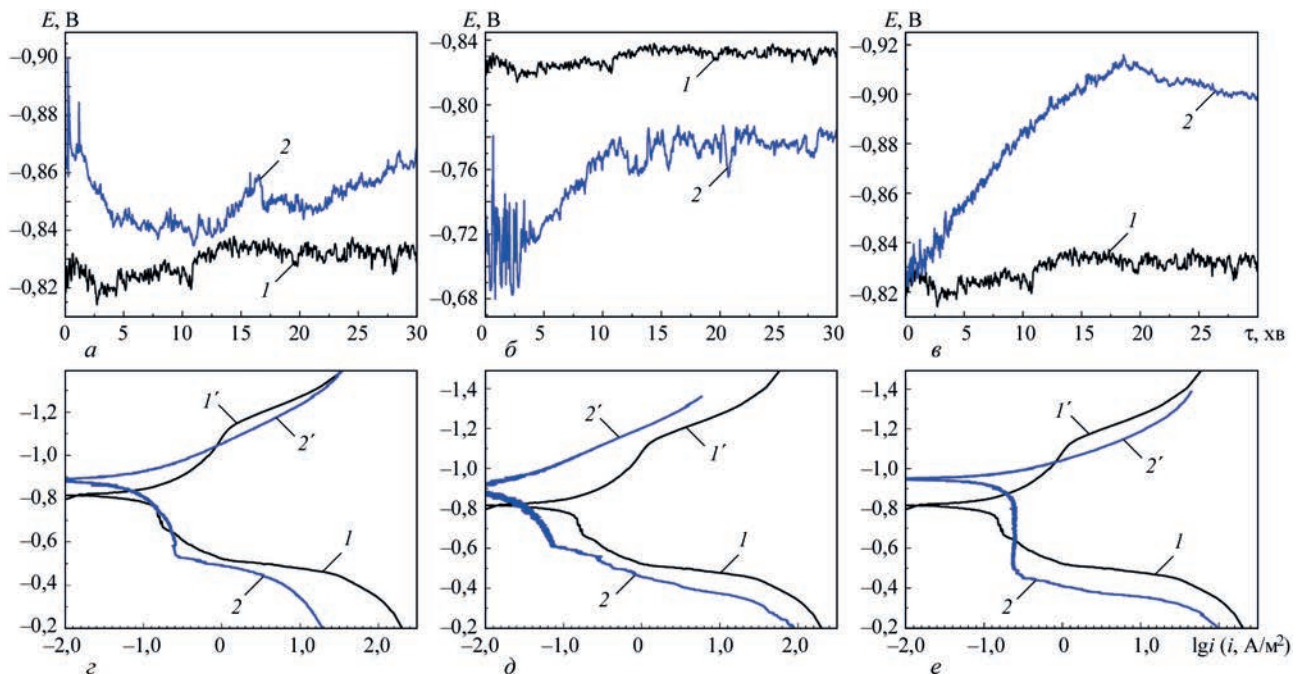 E, В E, В E, В
–0,90 –0,84 –0,92
–0,88 –0,80 –0,90
–0,86 –0,76 –0,88
–0,84 –0,72 –0,86
–0,82 –0,68 –0,84
–0,82
2 1 1
1 2 2
0 5 10 15 20 25 30 0 5 10 15 20 25 30 0 5 10 15 20 25 τ, хв
а б в
–1,2 –1,4 –1,4
–1,0 –1,2 –1,2
–0,8 –1,0 –1,0
–0,6 –0,8 –0,8
–0,4 –0,6 –0,6
–0,2 –0,4 –0,4
–0,2 –0,2
1′ 2′ 1′
2′ 1′ 2′
1 1 1
2 2 2
–2,0 –1,0 0 1,0 2,0 –2,0 –1,0 0 1,0 2,0 –2,0 –1,0 0 1,0 lgi (i, А/м²)
г д е